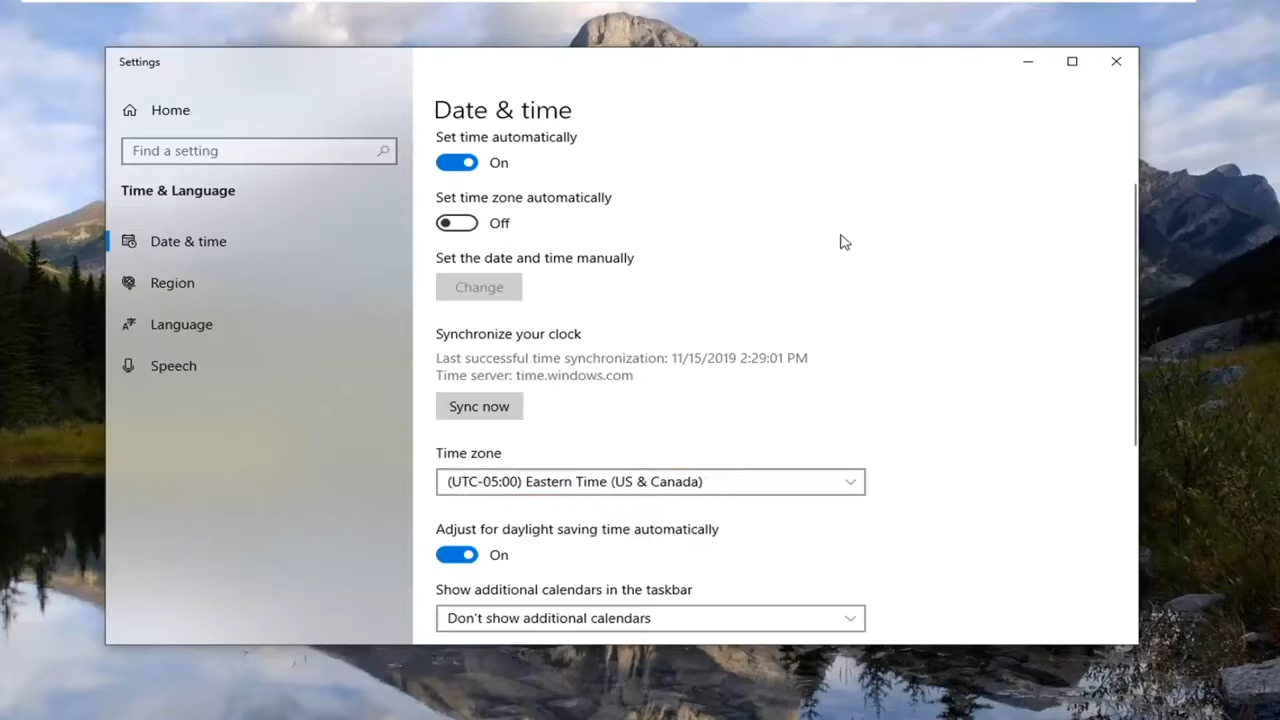 Settings
Home
Find a setting
Time & Language
Date & time
Region
Language
Speech
Date & time
Set time automatically
On
Set time zone automatically
Off
Set the date and time manually
Change
Synchronize your clock
Last successful time synchronization: 11/15/2019 2:29:01 PM
Time server: time.windows.com
Sync now
Time zone
(UTC-05:00) Eastern Time (US & Canada)
Adjust for daylight saving time automatically
On
Show additional calendars in the taskbar
Don't show additional calendars